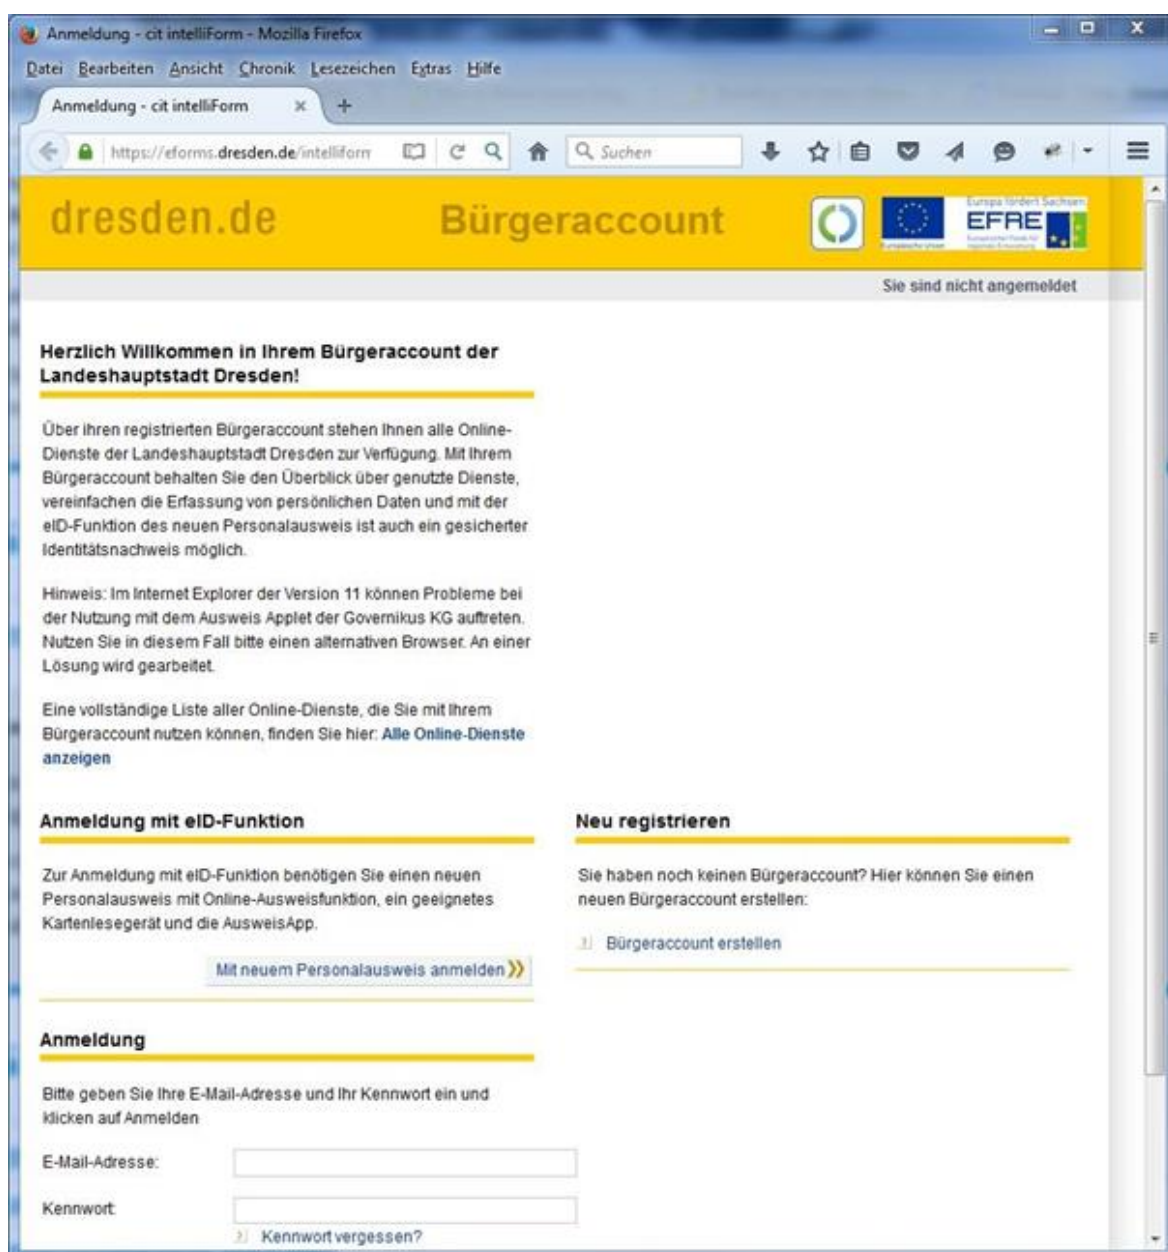 Anmeldung - cit intelliForm - Mozilla Firefox
Datei Bearbeiten Ansicht Chronik Lesezeichen Extras Hilfe
Anmeldung - cit intelliForm
https://eforms.dresden.de/intelliform
Suchen
dresden.de
Bürgeraccount
Europa fördert Sachsen
EFRE
Europäische Union
Sie sind nicht angemeldet
Herzlich Willkommen in Ihrem Bürgeraccount der
Landeshauptstadt Dresden!
Über ihren registrierten Bürgeraccount stehen Ihnen alle Online-
Dienste der Landeshauptstadt Dresden zur Verfügung. Mit Ihrem
Bürgeraccount behalten Sie den Überblick über genutzte Dienste,
vereinfachen die Erfassung von persönlichen Daten und mit der
eID-Funktion des neuen Personalausweis ist auch ein gesicherter
Identitätsnachweis möglich.
Hinweis: Im Internet Explorer der Version 11 können Probleme bei
der Nutzung mit dem Ausweis Applet der Governikus KG auftreten.
Nutzen Sie in diesem Fall bitte einen alternativen Browser. An einer
Lösung wird gearbeitet.
Eine vollständige Liste aller Online-Dienste, die Sie mit Ihrem
Bürgeraccount nutzen können, finden Sie hier: Alle Online-Dienste
anzeigen
Anmeldung mit eID-Funktion
Zur Anmeldung mit eID-Funktion benötigen Sie einen neuen
Personalausweis mit Online-Ausweisfunktion, ein geeignetes
Kartenlesegerät und die AusweisApp.
Mit neuem Personalausweis anmelden
Neu registrieren
Sie haben noch keinen Bürgeraccount? Hier können Sie einen
neuen Bürgeraccount erstellen:
Bürgeraccount erstellen
Anmeldung
Bitte geben Sie Ihre E-Mail-Adresse und Ihr Kennwort ein und
klicken auf Anmelden
E-Mail-Adresse:
Kennwort:
Kennwort vergessen?